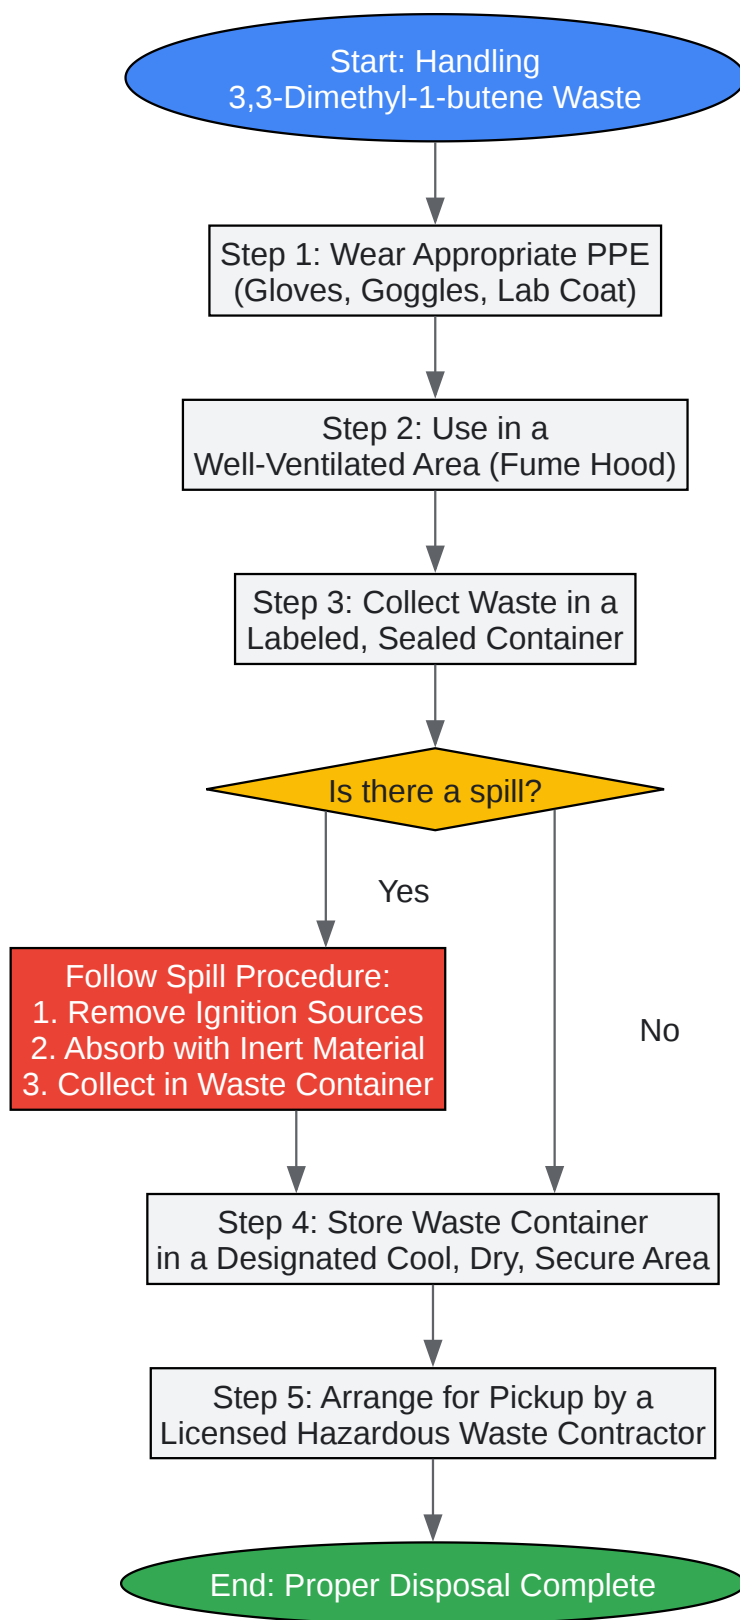 Start: Handling
3,3-Dimethyl-1-butene Waste
Step 1: Wear Appropriate PPE
(Gloves, Goggles, Lab Coat)
Step 2: Use in a
Well-Ventilated Area (Fume Hood)
Step 3: Collect Waste in a
Labeled, Sealed Container
Is there a spill?
Yes
Follow Spill Procedure:
1. Remove Ignition Sources
2. Absorb with Inert Material
3. Collect in Waste Container
No
Step 4: Store Waste Container
in a Designated Cool, Dry, Secure Area
Step 5: Arrange for Pickup by a
Licensed Hazardous Waste Contractor
End: Proper Disposal Complete